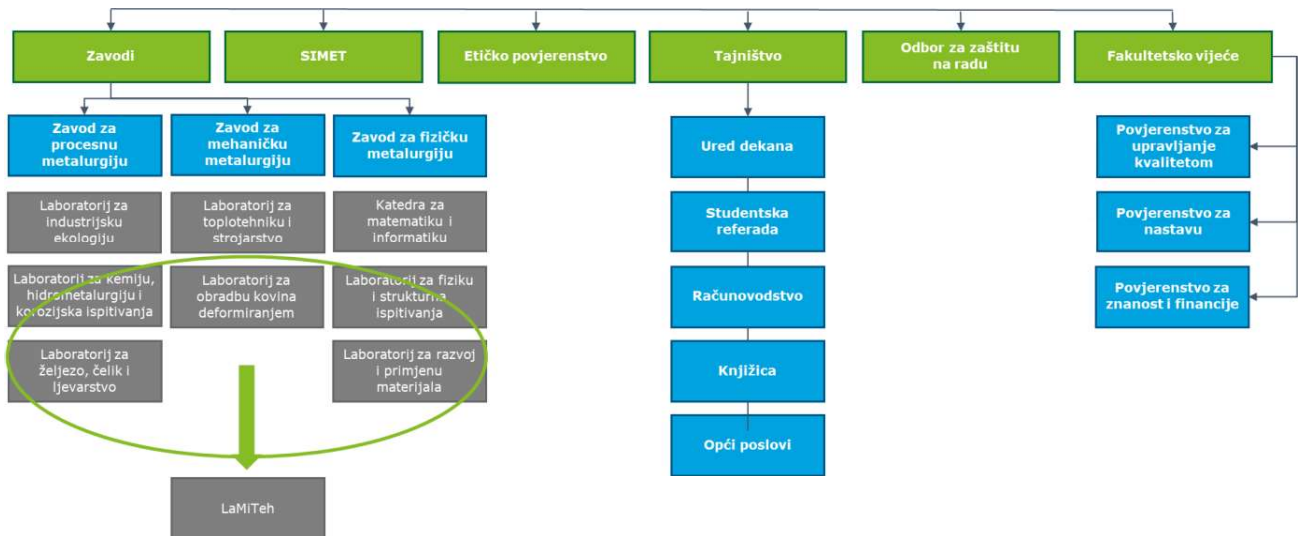 Zavodi
SIMET
Etičko povjerenstvo
Tajništvo
Odbor za zaštitu
na radu
Fakultetsko vijeće
Zavod za
procesnu
metalurgiju
Zavod za
mehaničku
metalurgiju
Zavod za fizičku
metalurgiju
Laboratorij za
industrijsku
ekologiju
Laboratorij za
toplotehniku i
strojarstvo
Katedra za
matematiku i
informatiku
Laboratorij za kemiju,
hidrometalurgiju i
korozijska ispitivanja
Laboratorij za
obradbu kovina
deformiranjem
Laboratorij za fiziku
i strukturna
ispitivanja
Laboratorij za
željezo, čelik i
ljevarstvo
Laboratorij za razvoj
i primjenu
materijala
LaMiTeh
Ured dekana
Studentska
referada
Računovodstvo
Knjižica
Opći poslovi
Povjerenstvo za
upravljanje
kvalitetom
Povjerenstvo za
nastavu
Povjerenstvo za
znanost i financije